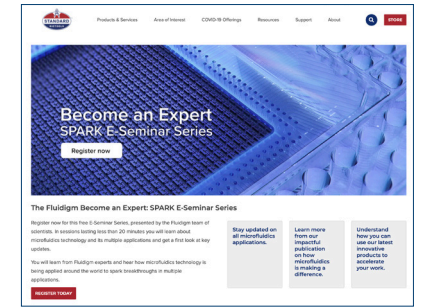 STANDARD
Products & Services Area of Interest COVID-19 Offerings Resources Support About STORE
Become an Expert
SPARK E-Seminar Series
Register now
The Fluidigm Become an Expert: SPARK E-Seminar Series
Register now for this free E-Seminar Series, presented by the Fluidigm team of
scientists. In sessions lasting less than 20 minutes you will learn about
microfluidics technology and its multiple applications and get a first look at key
updates.
You will learn from Fluidigm experts and hear how microfluidics technology is
being applied around the world to spark breakthroughs in multiple
applications.
REGISTER TODAY
Stay updated on
all microfluidics
applications.
Learn more
from our
impactful
publication
on how
microfluidics
is making a
difference.
Understand
how you can
use our latest
innovative
products to
accelerate
your work.